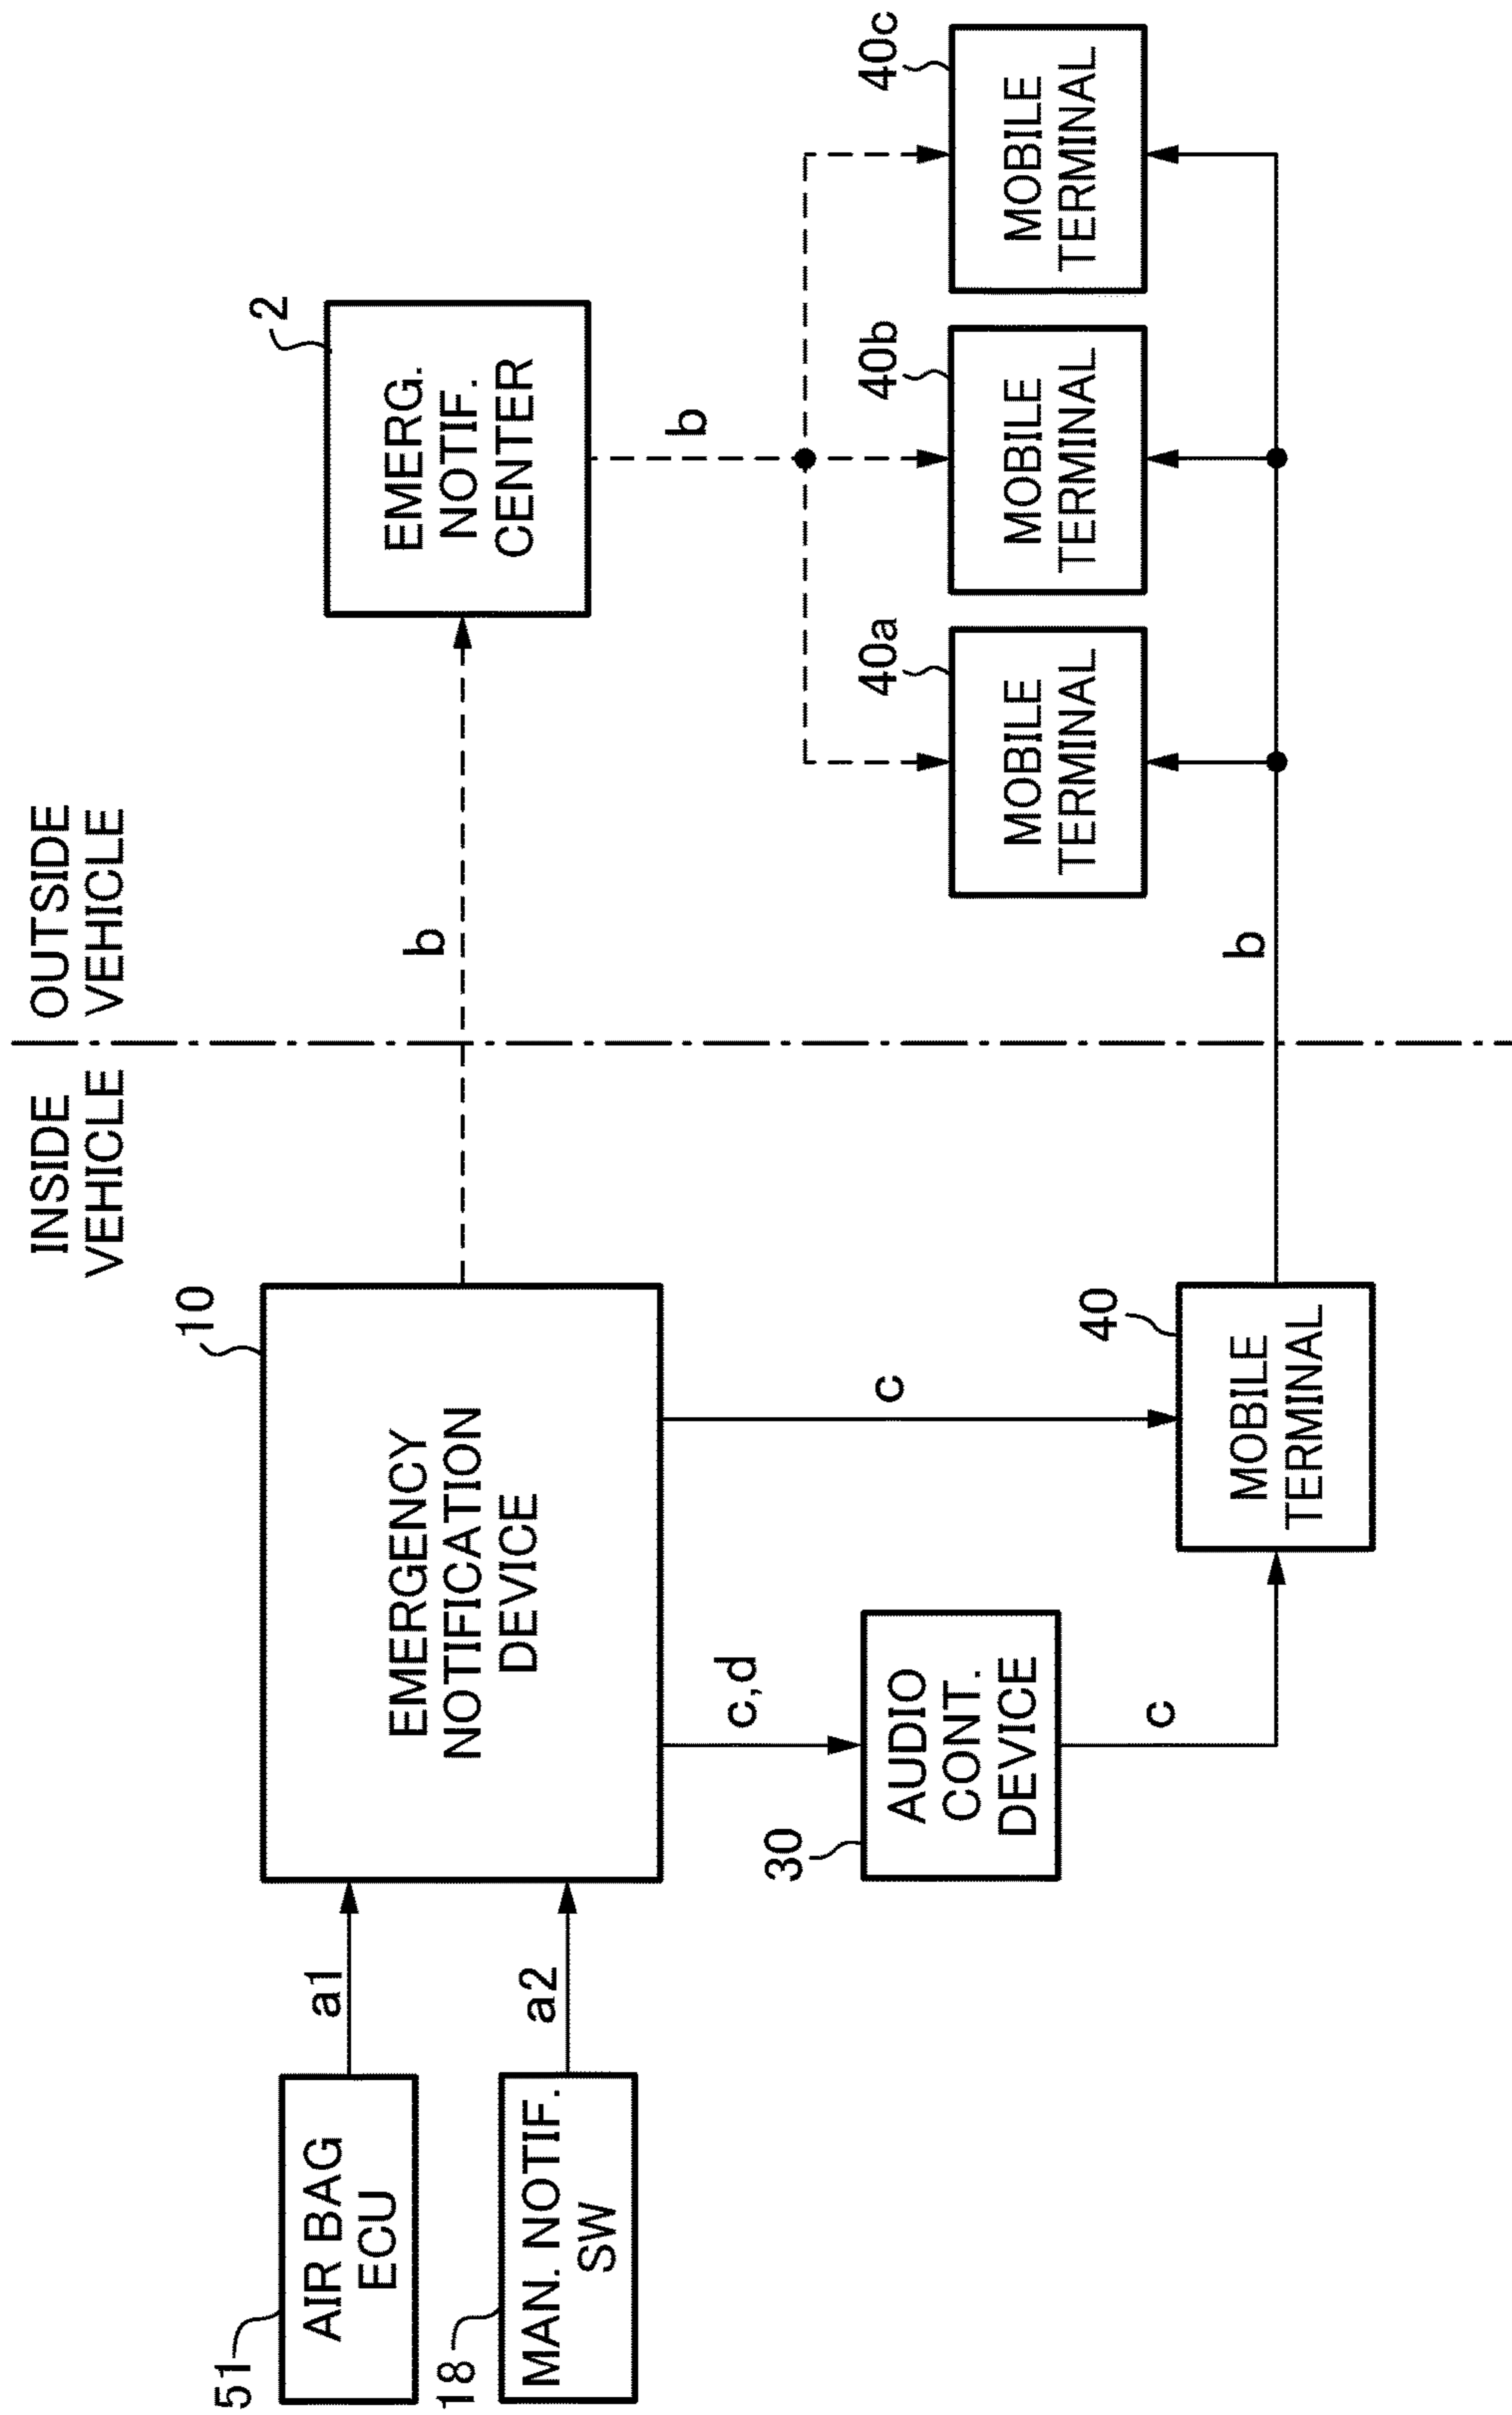 INSIDE
VEHICLE
OUTSIDE
VEHICLE
51
AIR BAG
ECU
a1
18
MAN. NOTIF.
SW
a2
10
EMERGENCY
NOTIFICATION
DEVICE
b
2
EMERG.
NOTIF.
CENTER
b
c,d
30
AUDIO
CONT.
DEVICE
c
c
40
MOBILE
TERMINAL
b
40a
MOBILE
TERMINAL
40b
MOBILE
TERMINAL
40c
MOBILE
TERMINAL